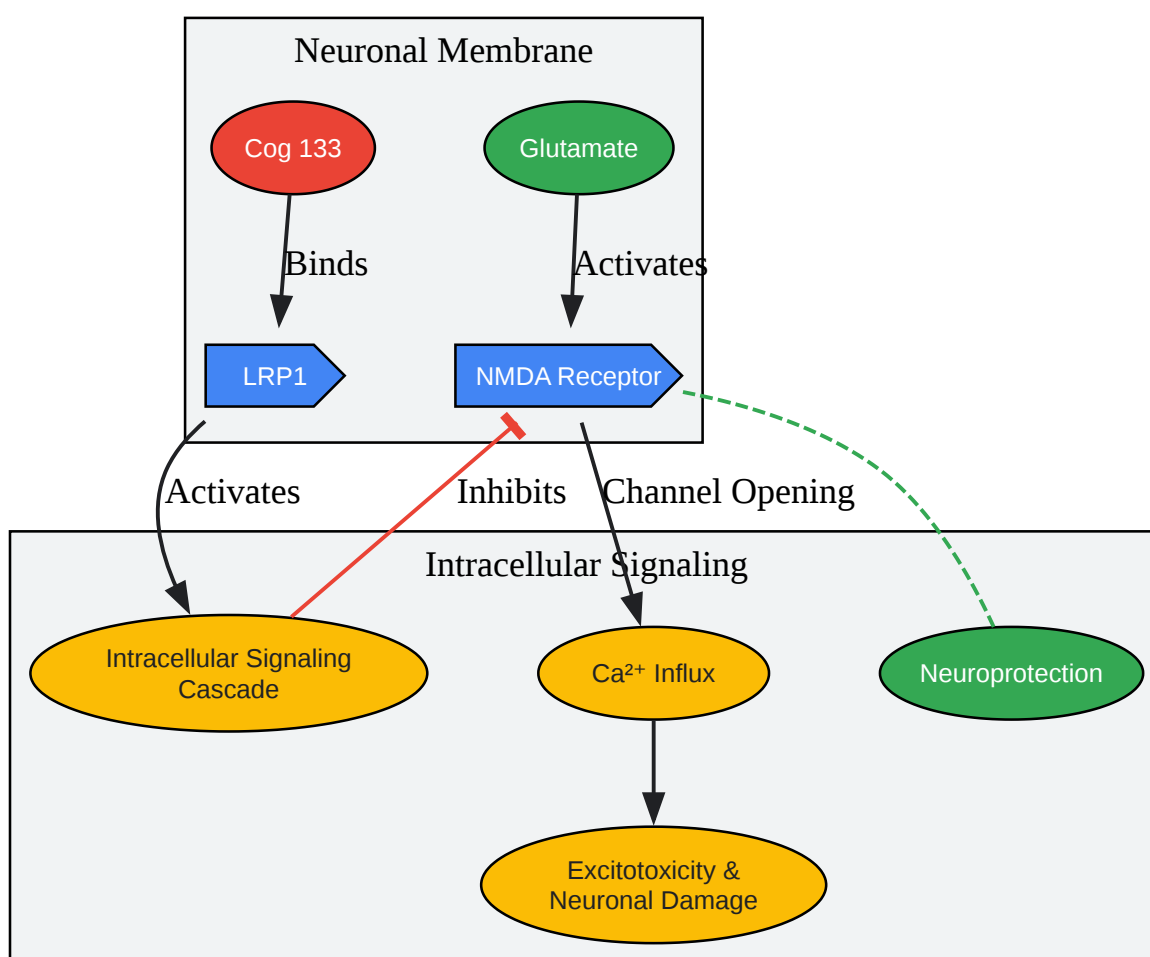 Neuronal Membrane
Cog 133
Glutamate
Binds
Activates
LRP1
NMDA Receptor
Activates
Inhibits
Channel Opening
Intracellular Signaling
Intracellular Signaling
Cascade
Ca²⁺ Influx
Neuroprotection
Excitotoxicity &
Neuronal Damage